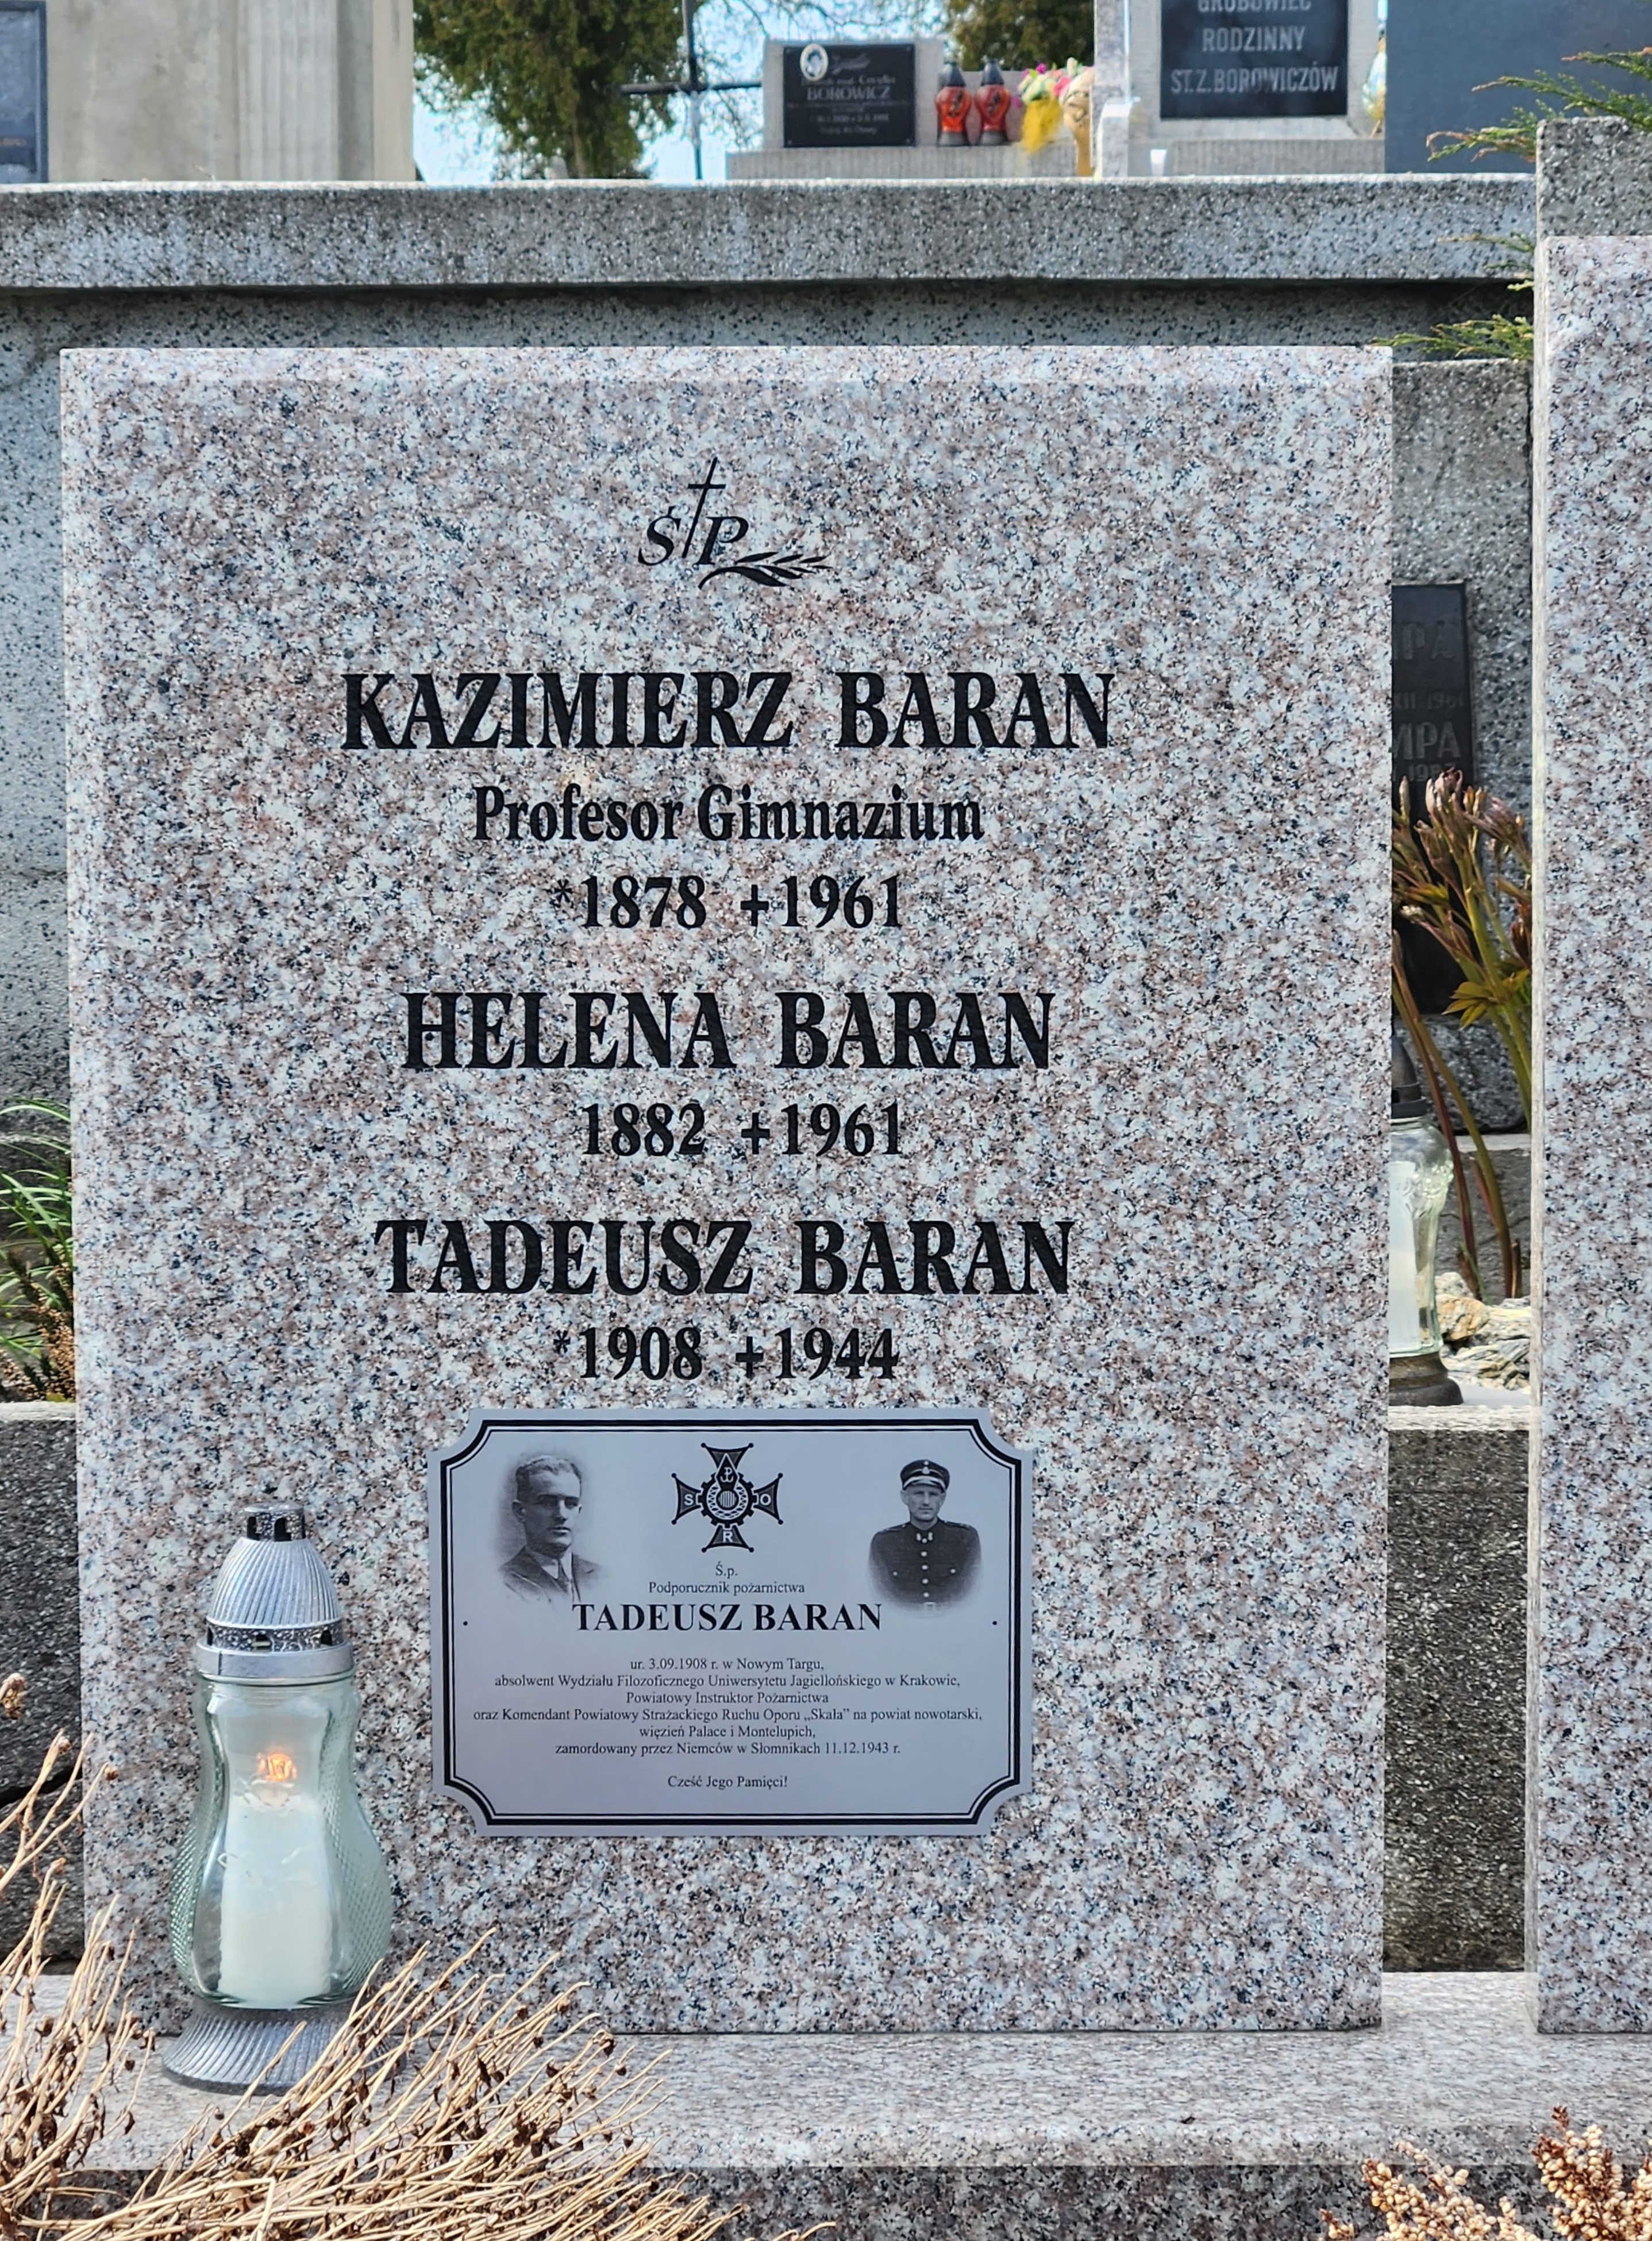 GROBOWIEC
RODZINNY
ST. Z. BOROWICZÓW
BOROWICZ
Ś P
KAZIMIERZ BARAN
Profesor Gimnazium
*1878 +1961
HELENA BARAN
1882 +1961
TADEUSZ BARAN
*1908 +1944
S O
R
Ś.p.
Podporucznik pożarnictwa
TADEUSZ BARAN
ur. 3.09.1908 r. w Nowym Targu,
absolwent Wydziału Filozoficznego Uniwersytetu Jagiellońskiego w Krakowie,
Powiatowy Instruktor Pożarnictwa
oraz Komendant Powiatowy Strażackiego Ruchu Oporu „Skała” na powiat nowotarski,
więzień Palace i Montelupich,
zamordowany przez Niemców w Słomnikach 11.12.1943 r.
Cześć Jego Pamięci!